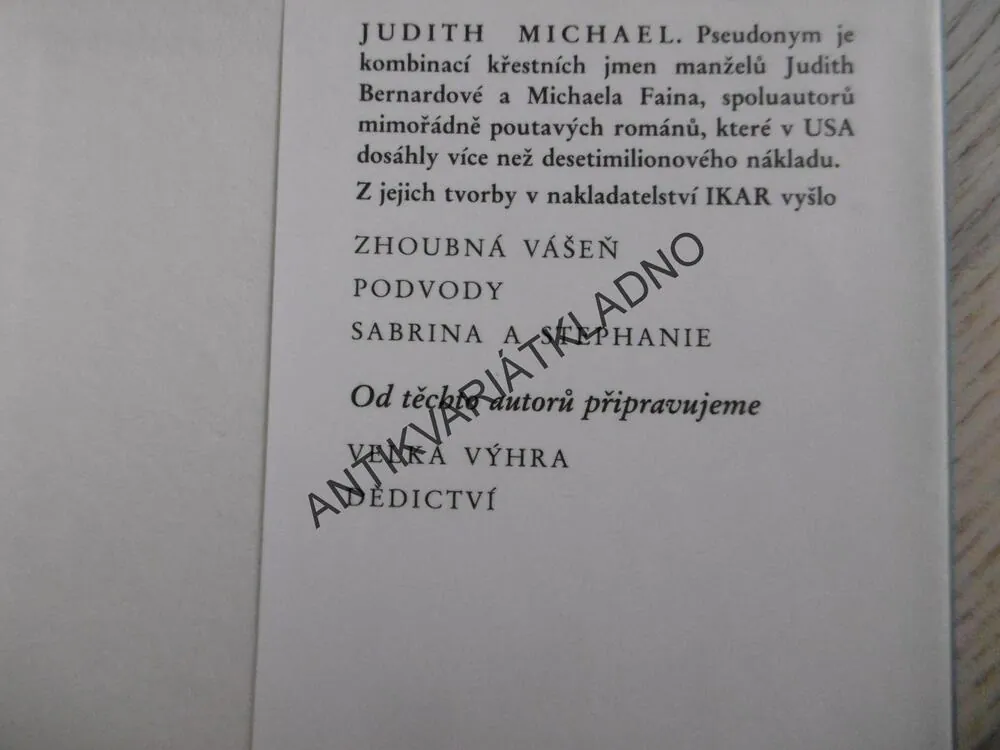 JUDITH MICHAEL. Pseudonym je
kombinací křestních jmen manželů Judith
Bernardové a Michaela Faina, spoluautorů
mimořádně poutavých románů, které v USA
dosáhly více než desetimilionového nákladu.
Z jejich tvorby v nakladatelství IKAR vyšlo
ZHOUBNÁ VÁŠEŇ
PODVODY
SABRINA A STEPHANIE
Od těchto autorů připravujeme
VELKÁ VÝHRA
DĚDICTVÍ
ANTIKVARIÁTKLADNO